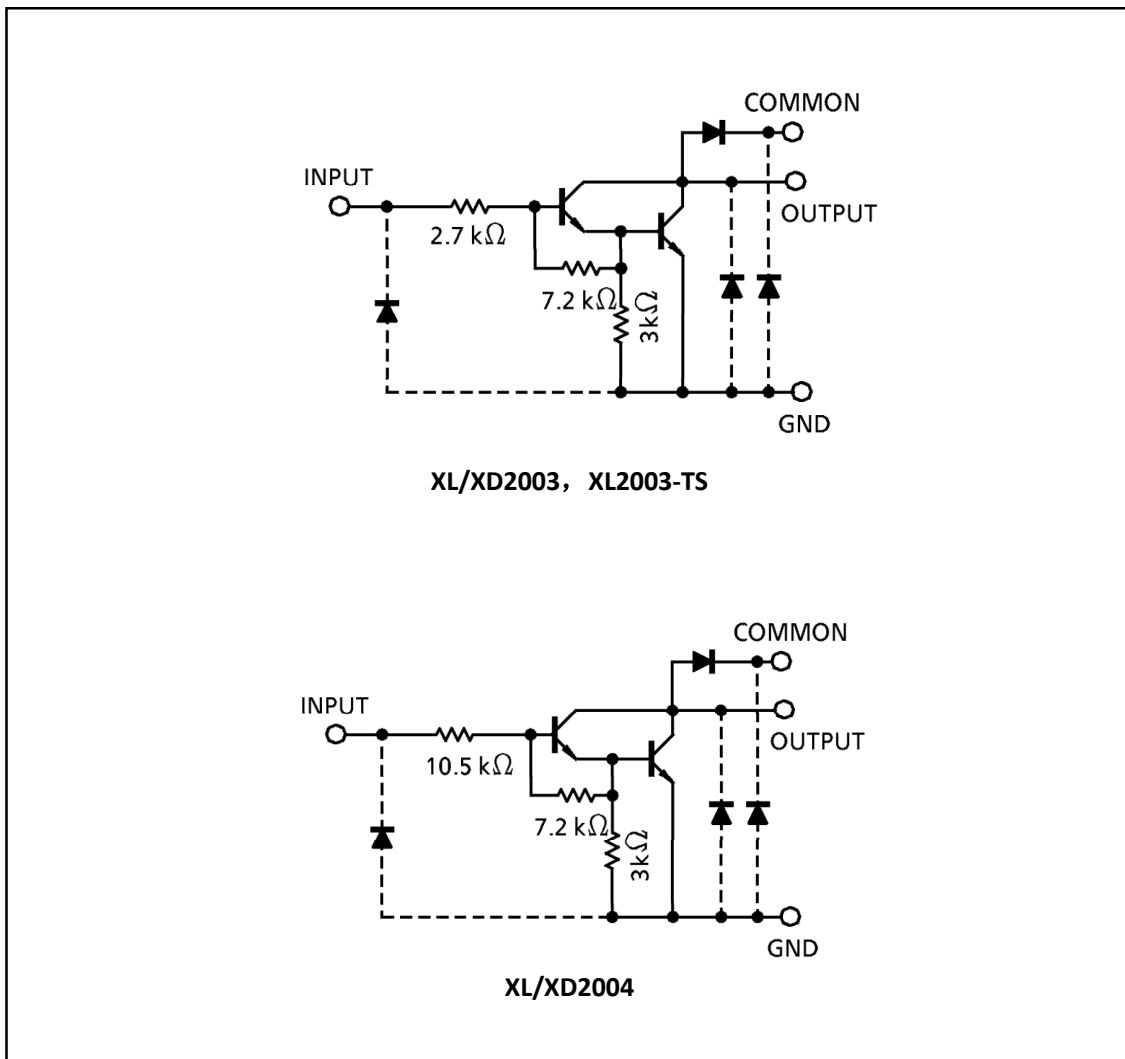 COMMON
INPUT
OUTPUT
2.7 kΩ
7.2 kΩ
3kΩ
GND
XL/XD2003， XL2003-TS
COMMON
INPUT
OUTPUT
10.5 kΩ
7.2 kΩ
3kΩ
GND
XL/XD2004